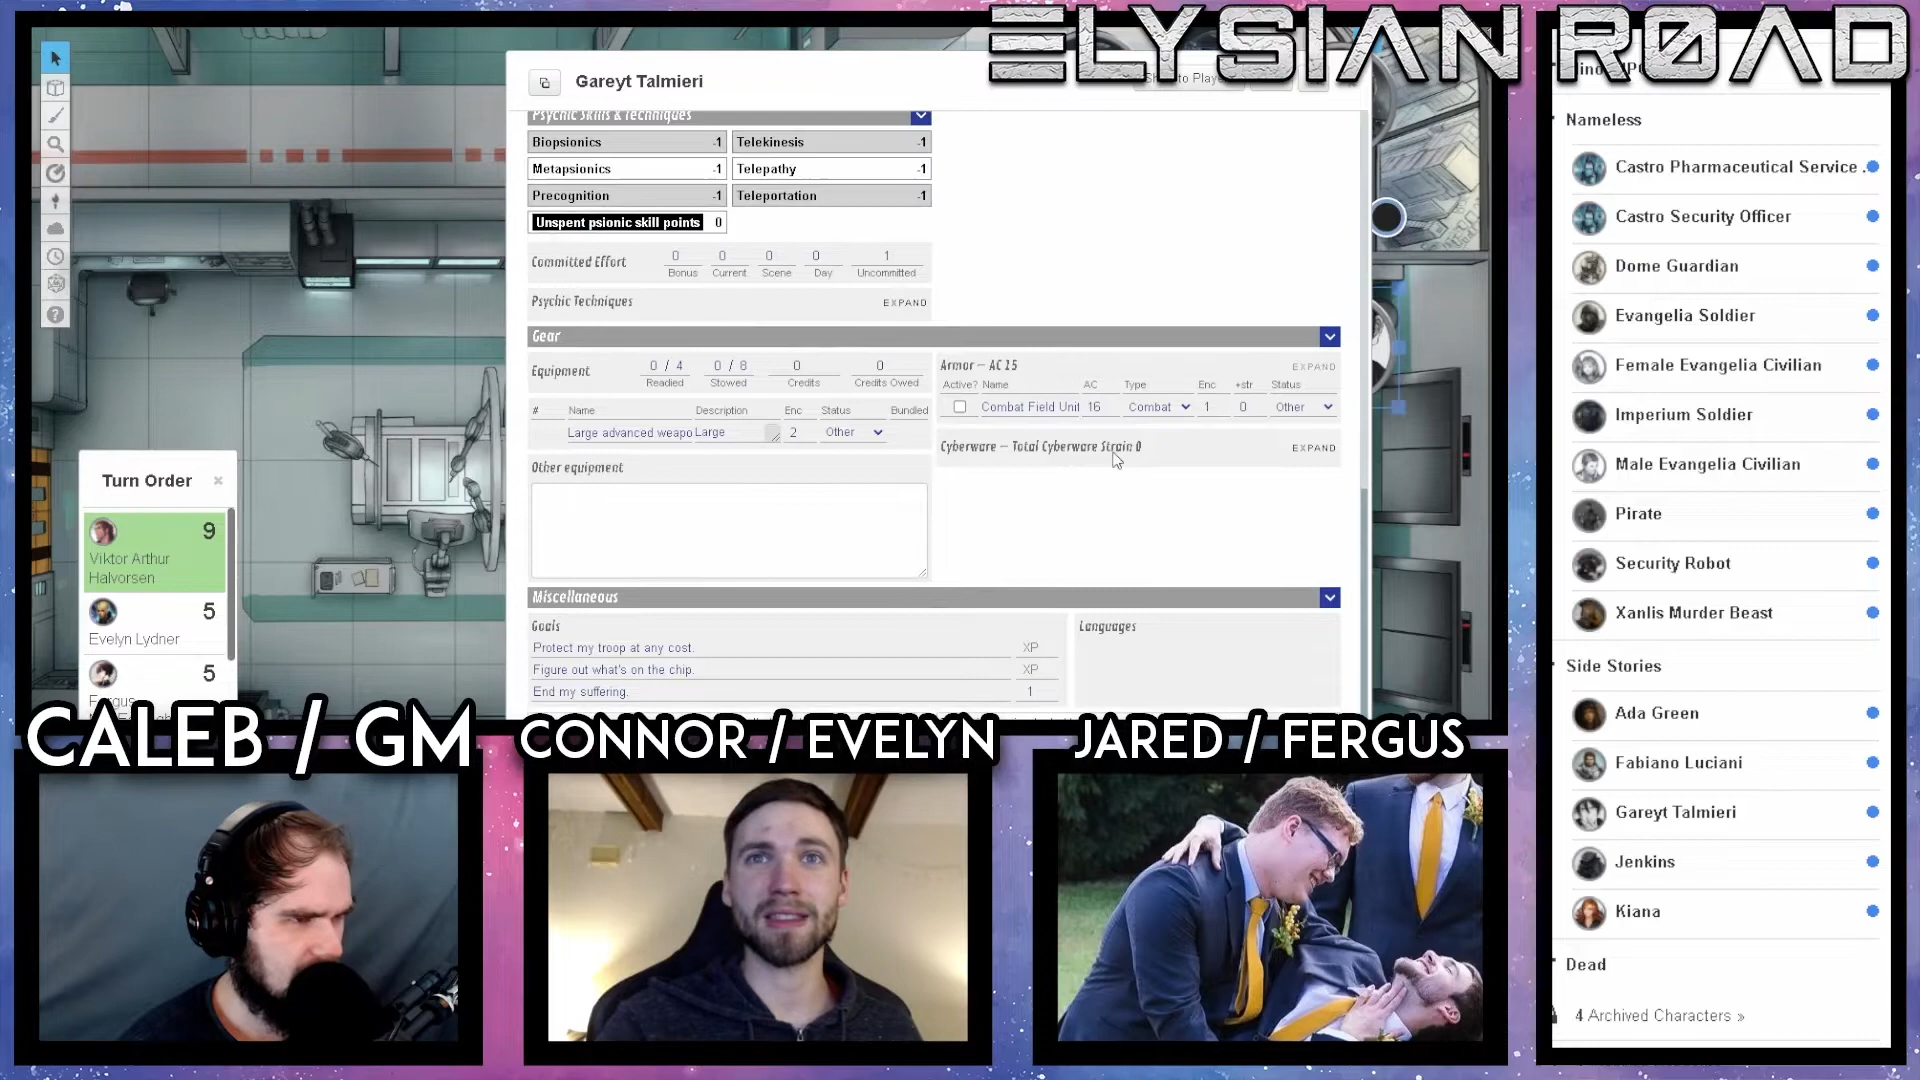 ELYSIAN RØAD
Gareyt Talmieri
Psychic Skills & Techniques
Biopsionics -1 Telekinesis -1
Metapsionics -1 Telepathy -1
Precognition -1 Teleportation -1
Unspent psionic skill points 0
Committed Effort 0 0 0 0 1
Bonus Current Scene Day Uncommitted
Psychic Techniques EXPAND
Gear
Equipment 0 / 4 0 / 8 0 0
Readied Stowed Credits Credits Owed
# Name Description Enc Status Bundled
Large advanced weapo Large 2 Other
Other equipment
Armor – AC 15 EXPAND
Active? Name AC Type Enc +str Status
Combat Field Unit 16 Combat 1 0 Other
Cyberware – Total Cyberware Strain 0 EXPAND
Miscellaneous
Goals
Protect my troop at any cost. XP
Figure out what's on the chip. XP
End my suffering. 1
Languages
Turn Order ×
Viktor Arthur Halvorsen 9
Evelyn Lydner 5
Fergus 5
CALEB / GM
CONNOR / EVELYN
JARED / FERGUS
Nameless
Castro Pharmaceutical Service .
Castro Security Officer
Dome Guardian
Evangelia Soldier
Female Evangelia Civilian
Imperium Soldier
Male Evangelia Civilian
Pirate
Security Robot
Xanlis Murder Beast
Side Stories
Ada Green
Fabiano Luciani
Gareyt Talmieri
Jenkins
Kiana
Dead
4 Archived Characters »